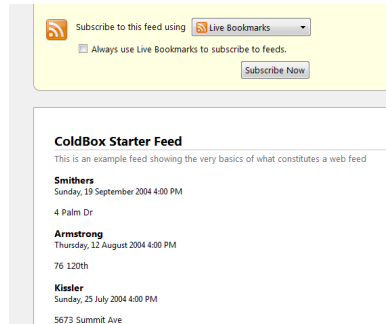 Subscribe to this feed using Live Bookmarks
Always use Live Bookmarks to subscribe to feeds.
Subscribe Now
ColdBox Starter Feed
This is an example feed showing the very basics of what constitutes a web feed
Smithers
Sunday, 19 September 2004 4:00 PM
4 Palm Dr
Armstrong
Thursday, 12 August 2004 4:00 PM
76 120th
Kissler
Sunday, 25 July 2004 4:00 PM
5673 Summit Ave